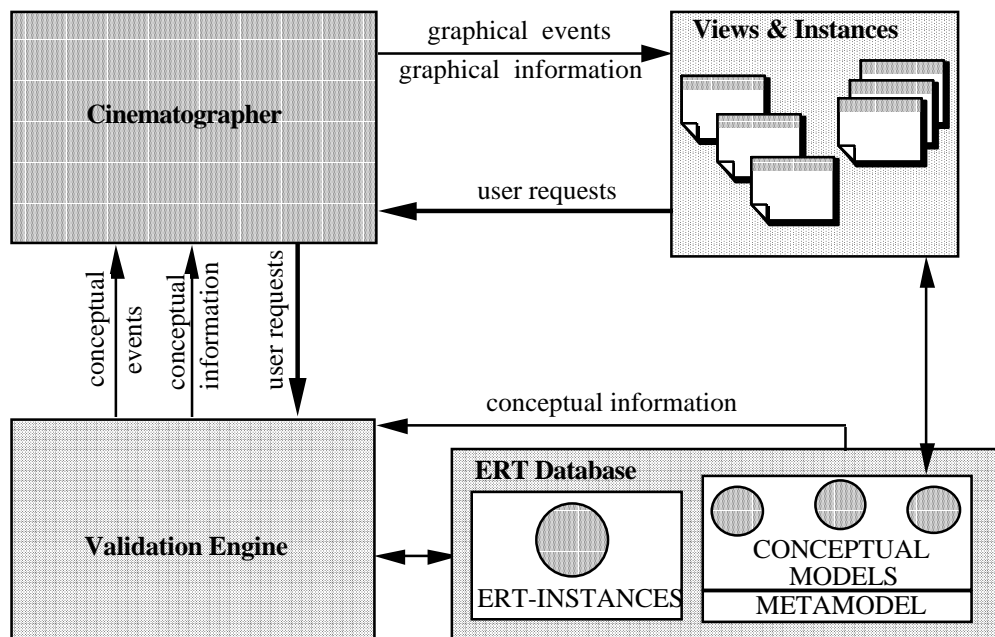 graphical events
graphical information
Views & Instances
Cinematographer
user requests
conceptual
events
conceptual
information
user requests
conceptual information
ERT Database
Validation Engine
ERT-INSTANCES
CONCEPTUAL
MODELS
METAMODEL